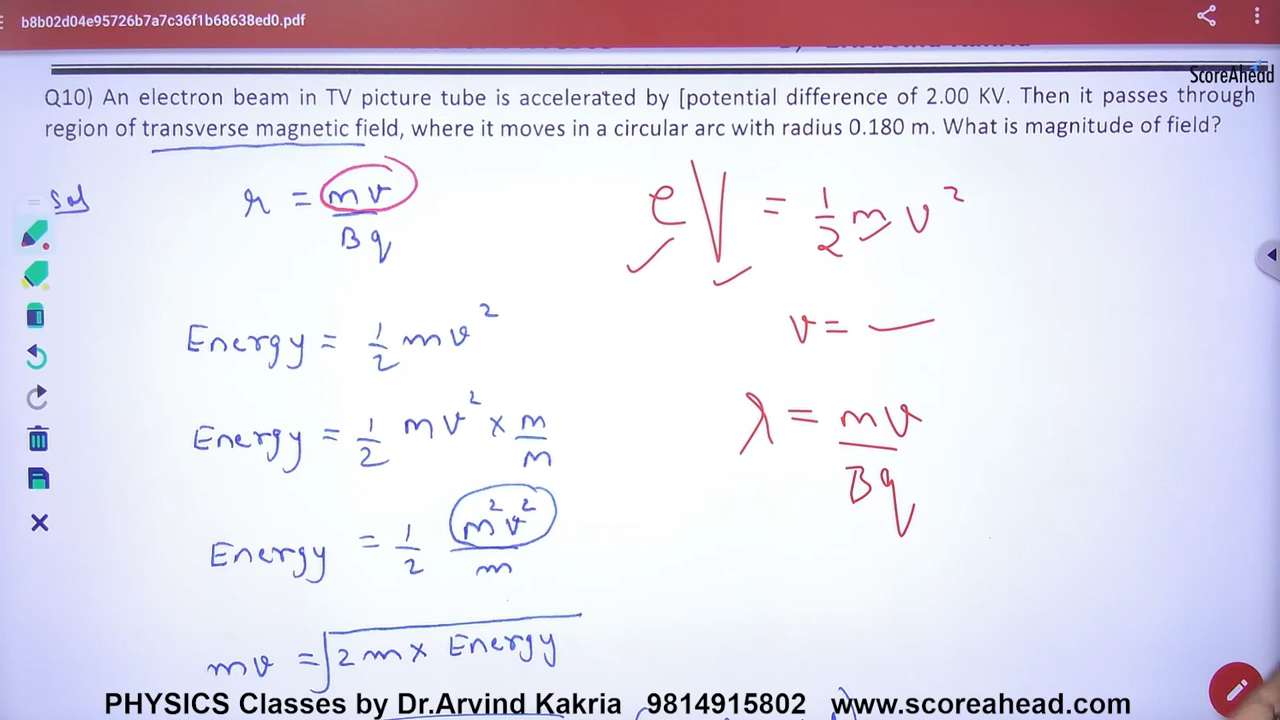 b8b02d04e95726b7a7c36f1b68638ed0.pdf
ScoreAhead
Q10) An electron beam in TV picture tube is accelerated by [potential difference of 2.00 KV. Then it passes through
region of transverse magnetic field, where it moves in a circular arc with radius 0.180 m. What is magnitude of field?
Sol
r = mv / Bq
Energy = 1/2 mv²
Energy = 1/2 mv² × m/m
Energy = 1/2 m²v²/m
mv = √(2m× Energy)
eV = 1/2 mv²
v = —
r = mv / Bq
PHYSICS Classes by Dr.Arvind Kakria 9814915802 www.scoreahead.com